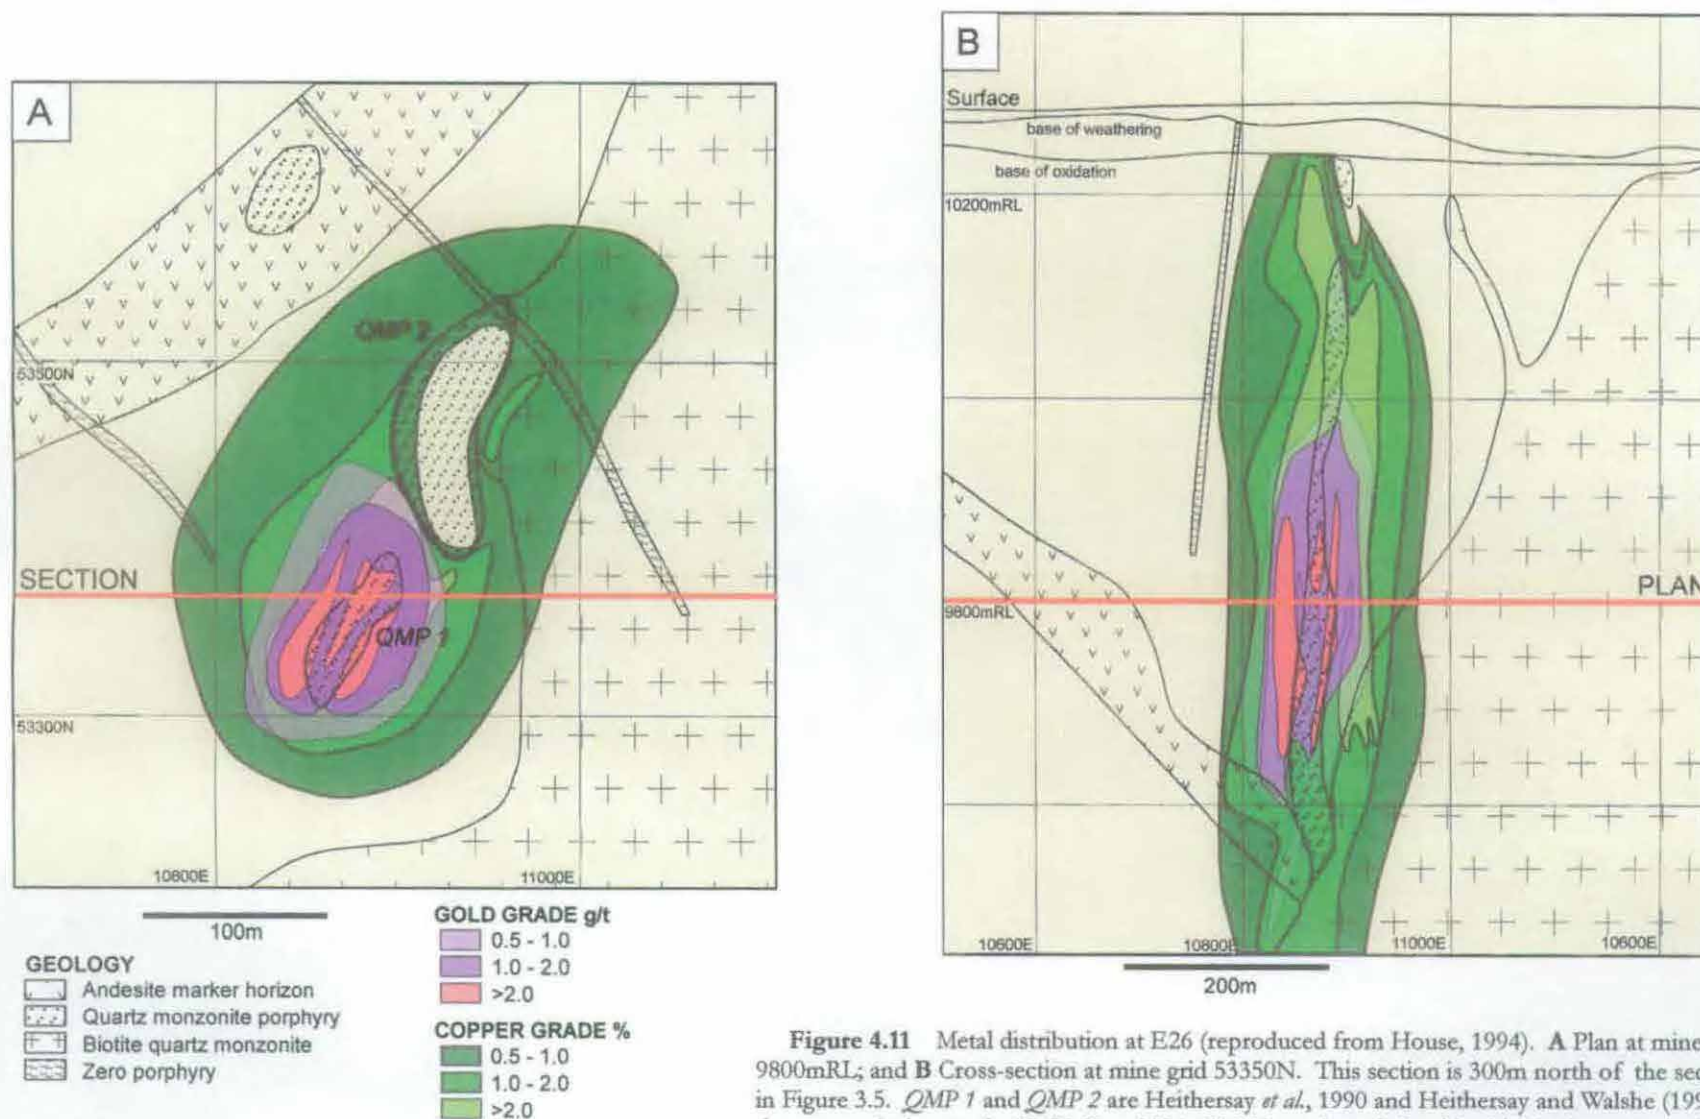 A
QMP 2
53500N
SECTION
QMP 1
53300N
10800E
11000E
100m
GEOLOGY
Andesite marker horizon
Quartz monzonite porphyry
Biotite quartz monzonite
Zero porphyry
GOLD GRADE g/t
0.5 - 1.0
1.0 - 2.0
>2.0
COPPER GRADE %
0.5 - 1.0
1.0 - 2.0
>2.0
B
Surface
base of weathering
base of oxidation
10200mRL
PLAN
9800mRL
10600E
10800E
11000E
10600E
200m
Figure 4.11 Metal distribution at E26 (reproduced from House, 1994). A Plan at mine
9800mRL; and B Cross-section at mine grid 53350N. This section is 300m north of the sec
in Figure 3.5. QMP 1 and QMP 2 are Heithersay et al., 1990 and Heithersay and Walshe (199